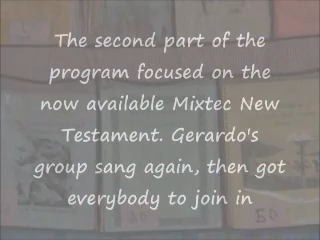 The second part of the
program focused on the
now available Mixtec New
Testament. Gerardo's
group sang again, then got
everybody to join in